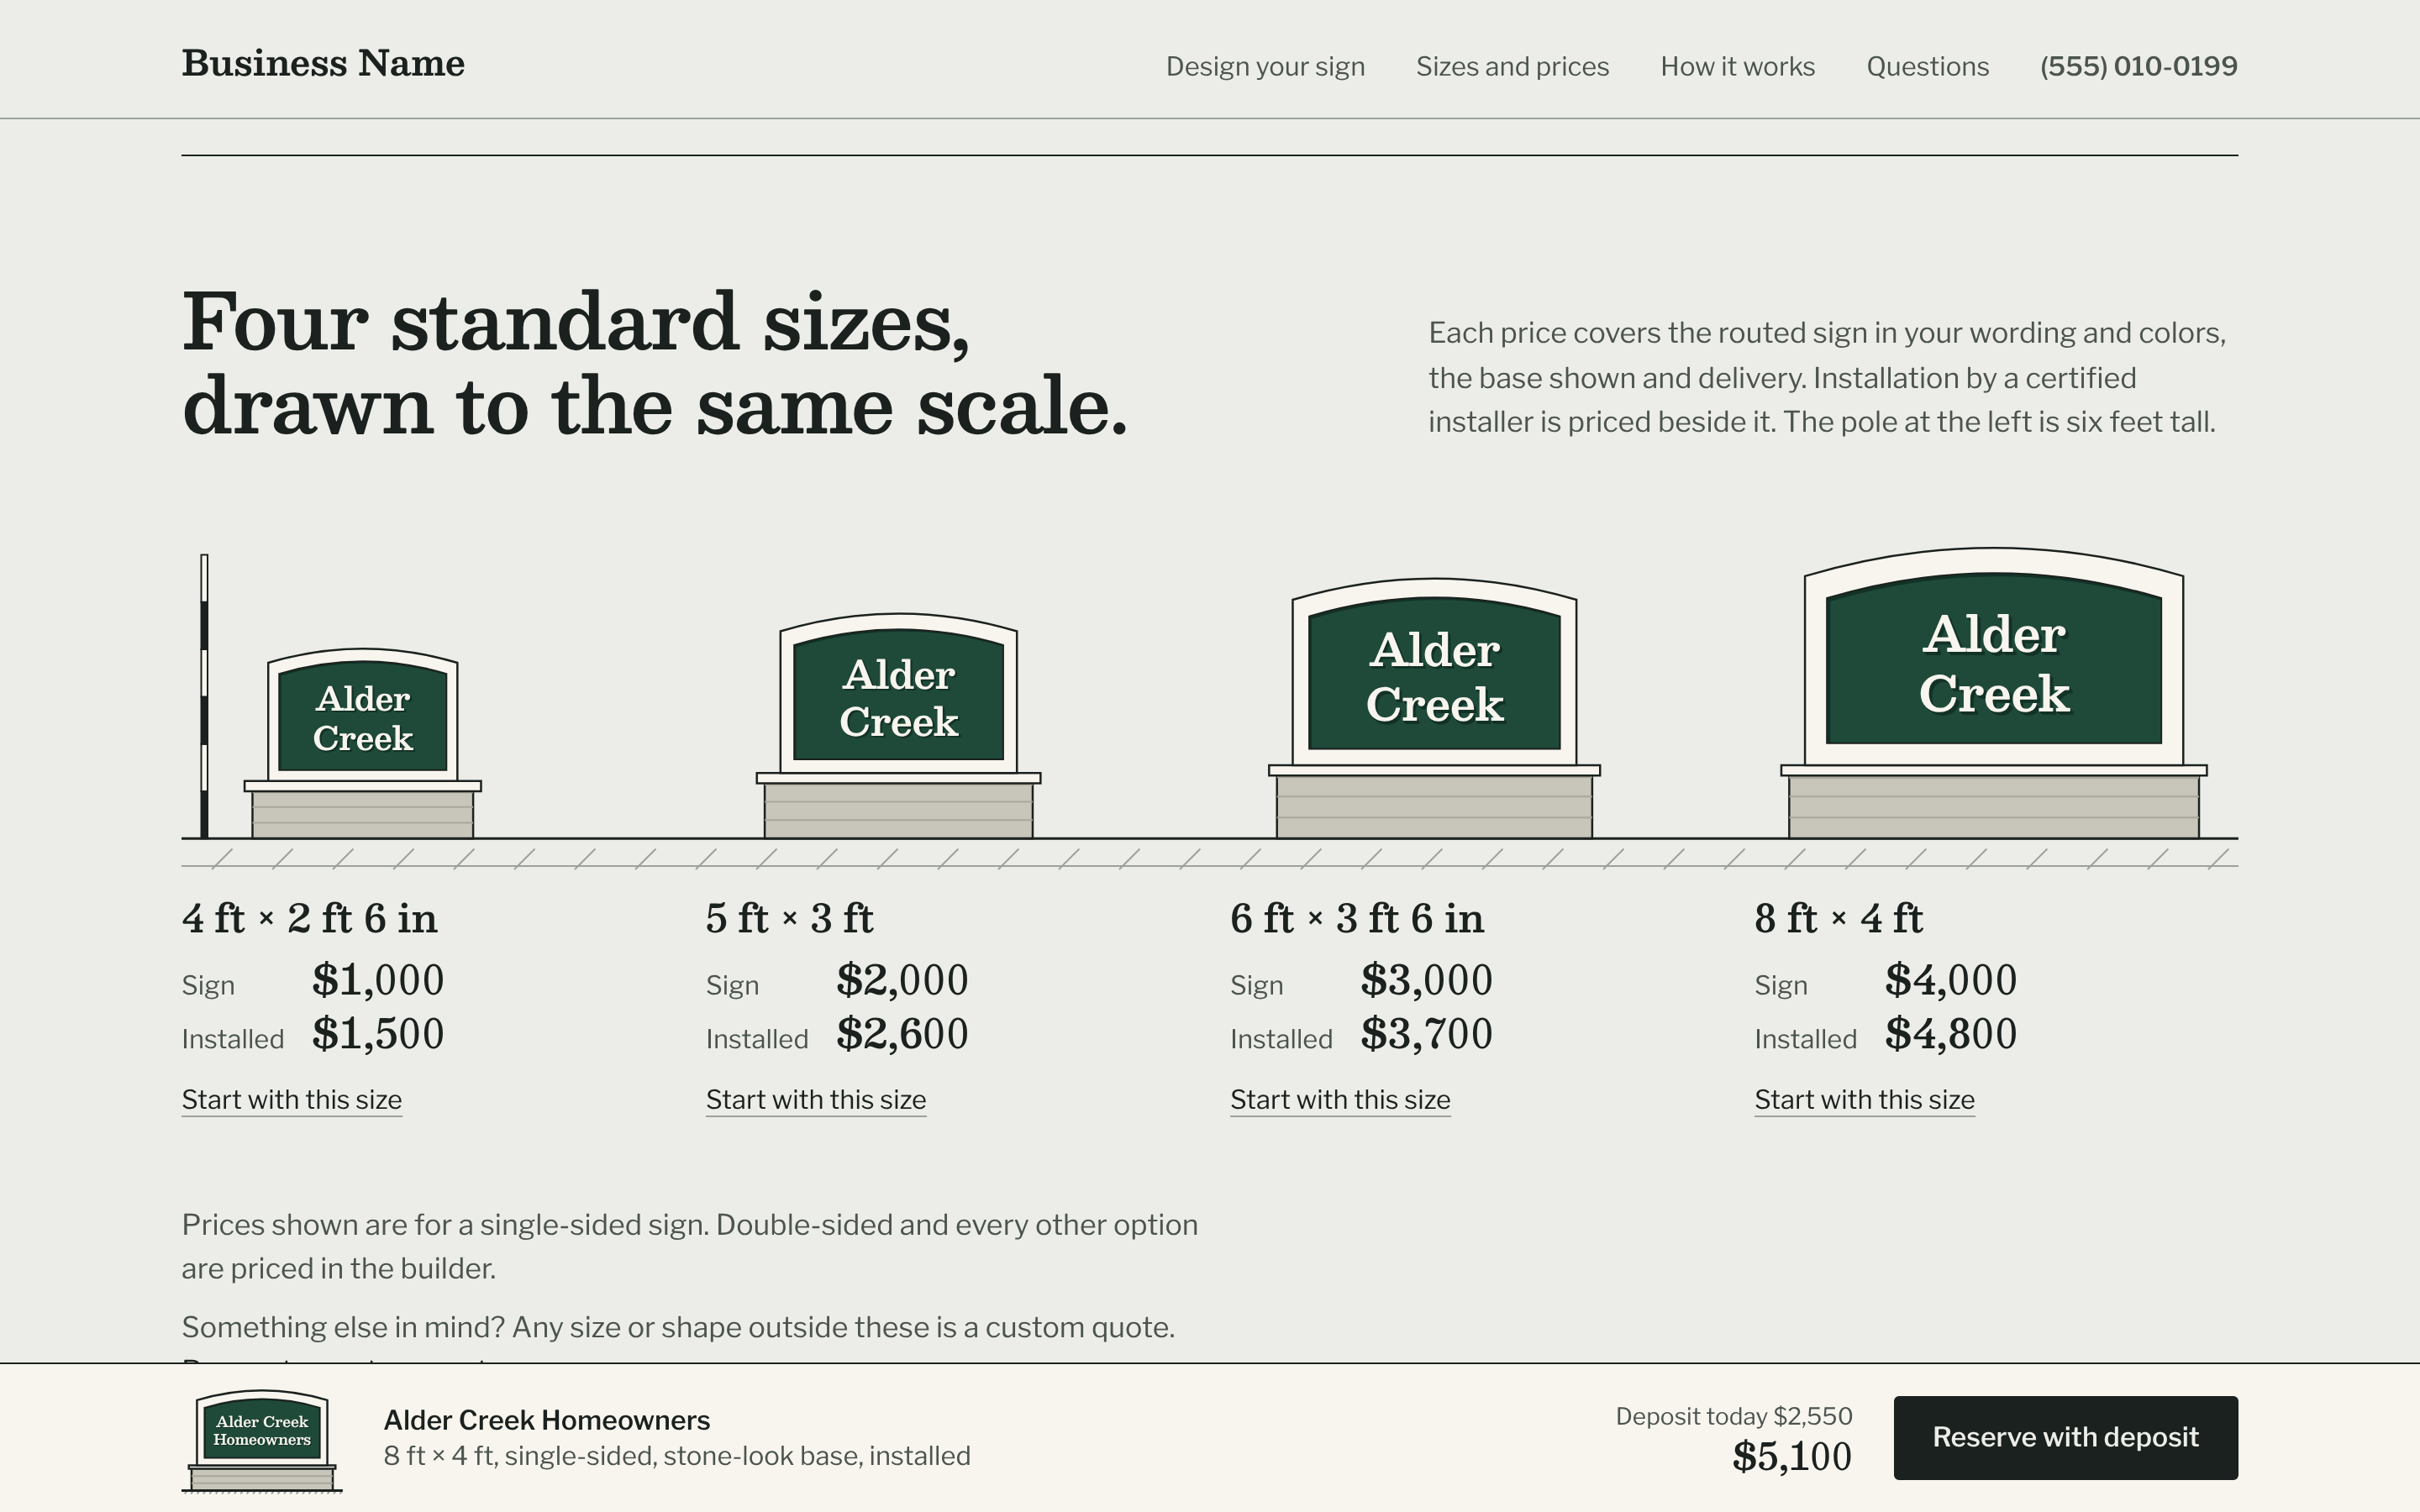 Business Name
Design your sign
Sizes and prices
How it works
Questions
(555) 010-0199
Four standard sizes,
drawn to the same scale.
Each price covers the routed sign in your wording and colors,
the base shown and delivery. Installation by a certified
installer is priced beside it. The pole at the left is six feet tall.
Alder
Creek
Alder
Creek
Alder
Creek
Alder
Creek
4 ft × 2 ft 6 in
Sign $1,000
Installed $1,500
Start with this size
5 ft × 3 ft
Sign $2,000
Installed $2,600
Start with this size
6 ft × 3 ft 6 in
Sign $3,000
Installed $3,700
Start with this size
8 ft × 4 ft
Sign $4,000
Installed $4,800
Start with this size
Prices shown are for a single-sided sign. Double-sided and every other option
are priced in the builder.
Something else in mind? Any size or shape outside these is a custom quote.
Alder Creek
Homeowners
Alder Creek Homeowners
8 ft × 4 ft, single-sided, stone-look base, installed
Deposit today $2,550
$5,100
Reserve with deposit